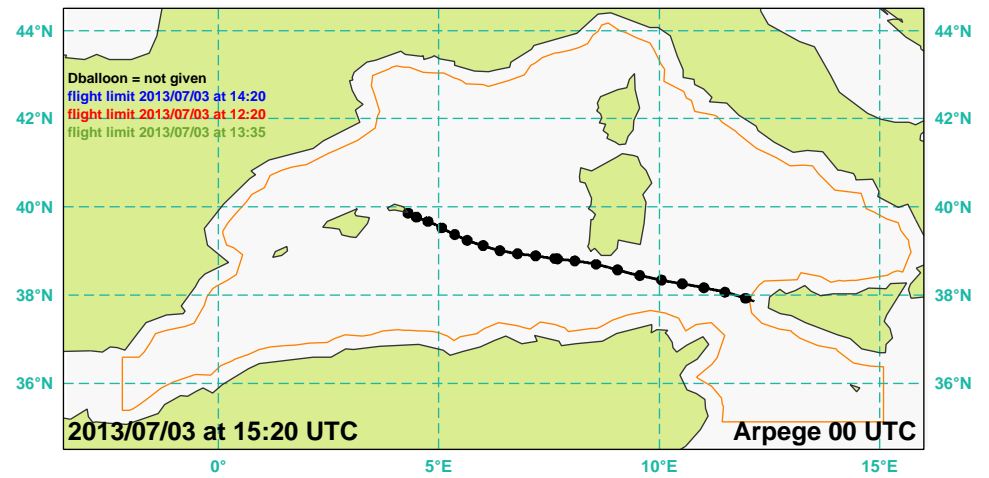 44°N 44°N
Dballoon = not given
flight limit 2013/07/03 at 14:20
flight limit 2013/07/03 at 12:20
42°N 42°N
flight limit 2013/07/03 at 13:35
40°N 40°N
38°N 38°N
36°N 36°N
2013/07/03 at 15:20 UTC Arpege 00 UTC
0° 5°E 10°E 15°E